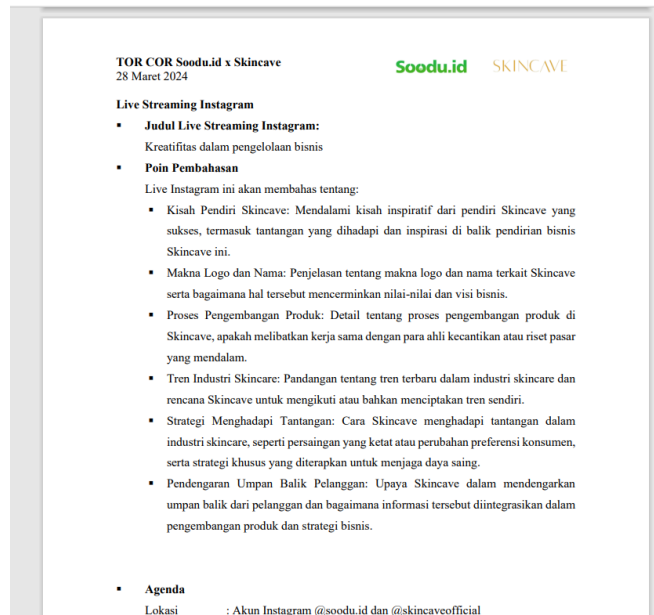 TOR COR Soodu.id x Skincave
28 Maret 2024
Soodu.id
SKINCAVE
Live Streaming Instagram
▪ Judul Live Streaming Instagram:
Kreatifitas dalam pengelolaan bisnis
▪ Poin Pembahasan
Live Instagram ini akan membahas tentang:
▪ Kisah Pendiri Skincave: Mendalami kisah inspiratif dari pendiri Skincave yang
sukses, termasuk tantangan yang dihadapi dan inspirasi di balik pendirian bisnis
Skincave ini.
▪ Makna Logo dan Nama: Penjelasan tentang makna logo dan nama terkait Skincave
serta bagaimana hal tersebut mencerminkan nilai-nilai dan visi bisnis.
▪ Proses Pengembangan Produk: Detail tentang proses pengembangan produk di
Skincave, apakah melibatkan kerja sama dengan para ahli kecantikan atau riset pasar
yang mendalam.
▪ Tren Industri Skincare: Pandangan tentang tren terbaru dalam industri skincare dan
rencana Skincave untuk mengikuti atau bahkan menciptakan tren sendiri.
▪ Strategi Menghadapi Tantangan: Cara Skincave menghadapi tantangan dalam
industri skincare, seperti persaingan yang ketat atau perubahan preferensi konsumen,
serta strategi khusus yang diterapkan untuk menjaga daya saing.
▪ Pendengaran Umpan Balik Pelanggan: Upaya Skincave dalam mendengarkan
umpan balik dari pelanggan dan bagaimana informasi tersebut diintegrasikan dalam
pengembangan produk dan strategi bisnis.
▪ Agenda
Lokasi : Akun Instagram @soodu.id dan @skincaveofficial